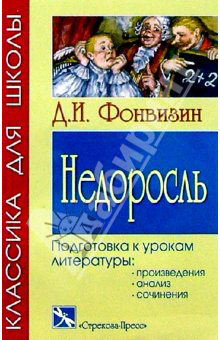 КЛАССИКА ДЛЯ ШКОЛЫ
2+2
Д.И. Фонвизин
Недоросль
Подготовка к урокам
литературы:
· произведения
· анализ
· сочинения
«Стрекоза-Пресс»